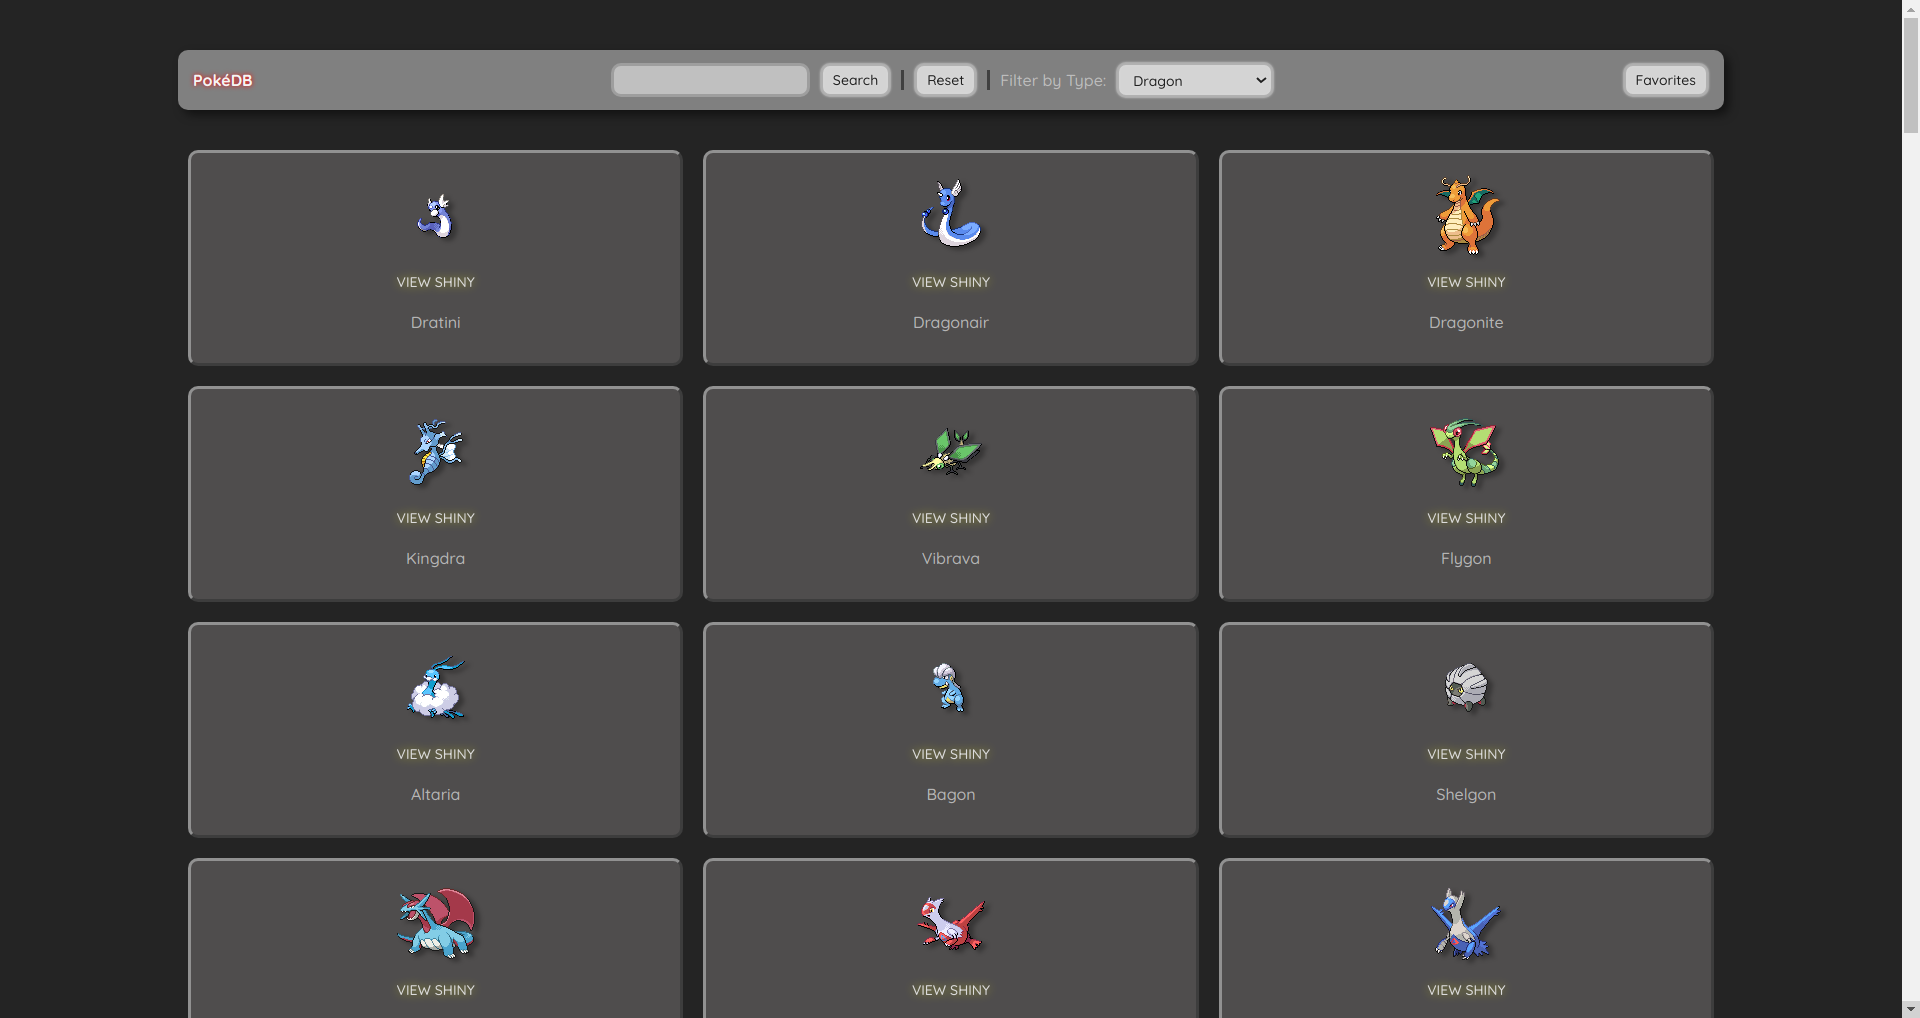 PokéDB Search | Reset | Filter by Type: Dragon Favorites
VIEW SHINY VIEW SHINY VIEW SHINY
Dratini Dragonair Dragonite
VIEW SHINY VIEW SHINY VIEW SHINY
Kingdra Vibrava Flygon
VIEW SHINY VIEW SHINY VIEW SHINY
Altaria Bagon Shelgon
VIEW SHINY VIEW SHINY VIEW SHINY